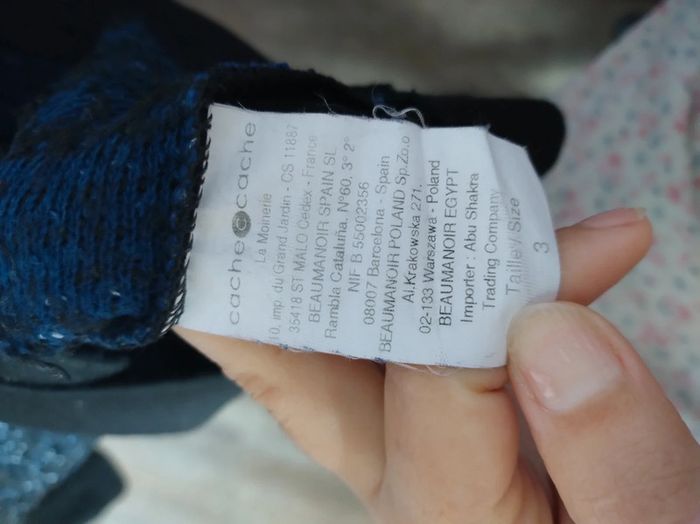 cache@cache
La Moinerie
10, imp. du Grand Jardin - CS 11887
35418 ST MALO Cedex - France
BEAUMANOIR SPAIN SL
Rambla Cataluña, N°60, 3° 2°
NIF B 55002356
08007 Barcelona - Spain
BEAUMANOIR POLAND Sp.Zo.o
Al.Krakowska 271,
02-133 Warszawa - Poland
BEAUMANOIR EGYPT
Importer : Abu Shakra
Trading Company
Taille / Size
3